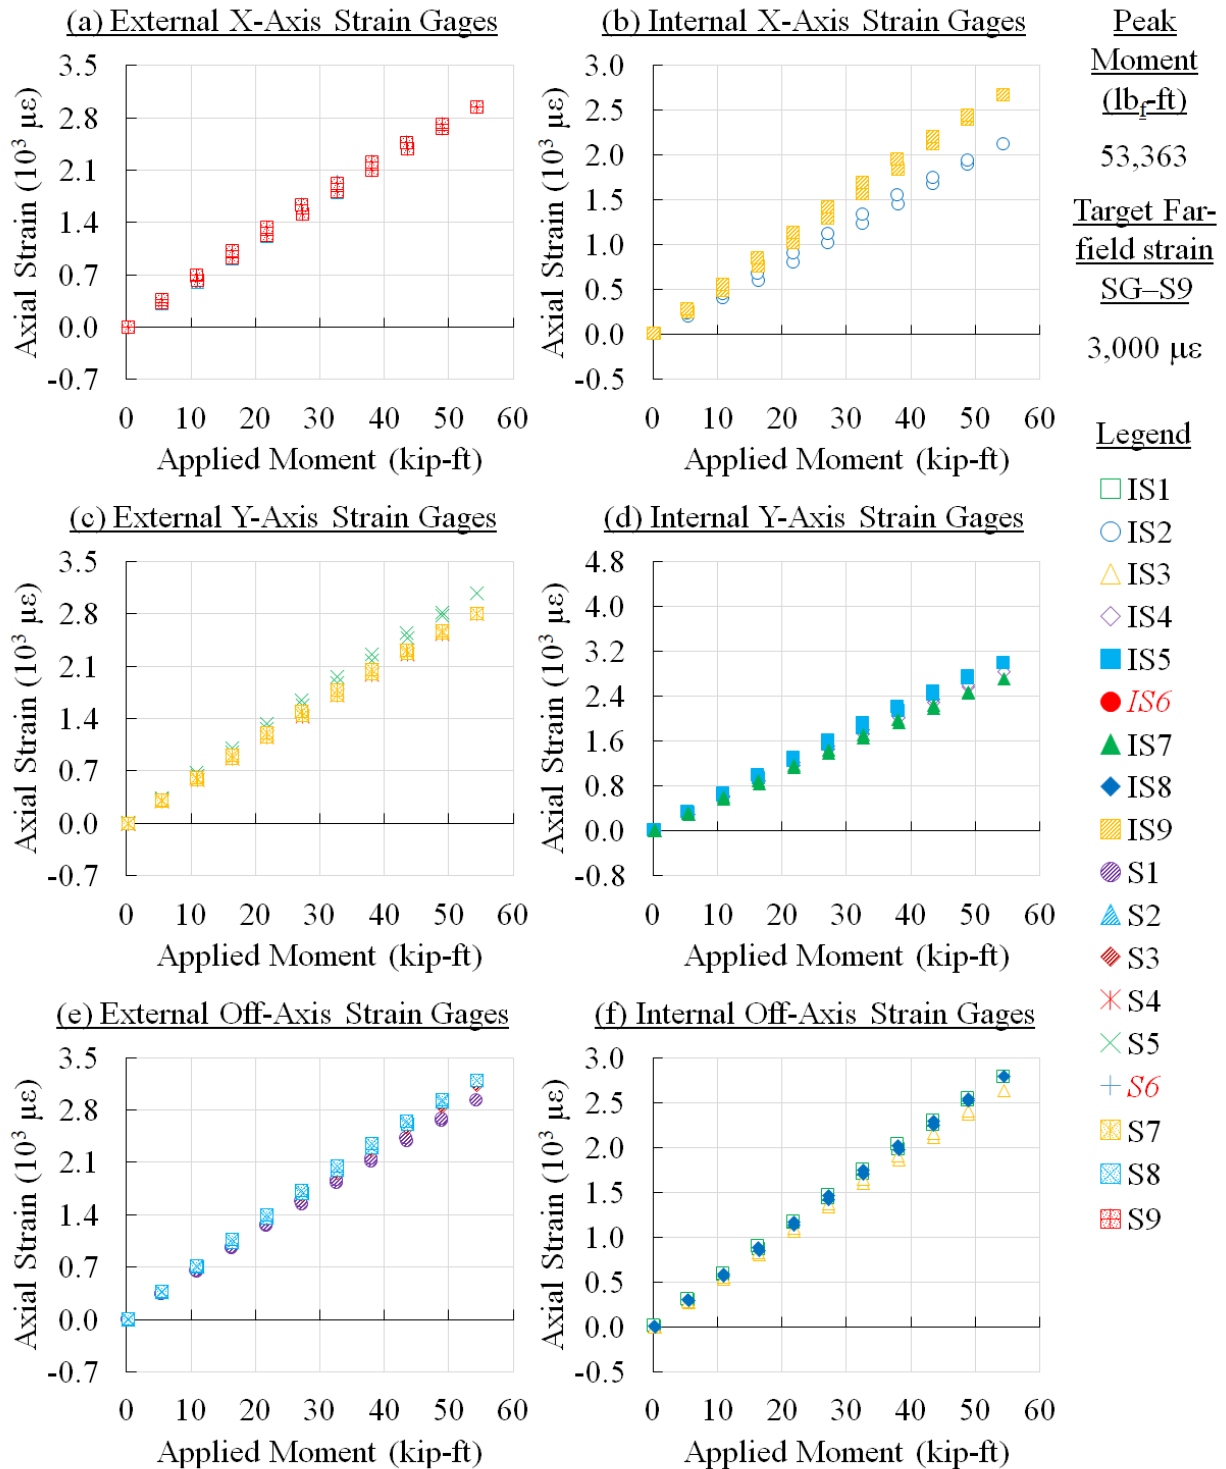 (a) External X-Axis Strain Gages
3.5
2.8
2.1
1.4
0.7
0.0
-0.7
Axial Strain (10³ µε)
0 10 20 30 40 50 60
Applied Moment (kip-ft)
(b) Internal X-Axis Strain Gages
3.0
2.5
2.0
1.5
1.0
0.5
0.0
-0.5
Axial Strain (10³ µε)
0 10 20 30 40 50 60
Applied Moment (kip-ft)
Peak
Moment
(lbf-ft)
53,363
Target Far-
field strain
SG–S9
3,000 µε
(c) External Y-Axis Strain Gages
3.5
2.8
2.1
1.4
0.7
0.0
-0.7
Axial Strain (10³ µε)
0 10 20 30 40 50 60
Applied Moment (kip-ft)
(d) Internal Y-Axis Strain Gages
4.8
4.0
3.2
2.4
1.6
0.8
0.0
-0.8
Axial Strain (10³ µε)
0 10 20 30 40 50 60
Applied Moment (kip-ft)
(e) External Off-Axis Strain Gages
3.5
2.8
2.1
1.4
0.7
0.0
-0.7
Axial Strain (10³ µε)
0 10 20 30 40 50 60
Applied Moment (kip-ft)
(f) Internal Off-Axis Strain Gages
3.0
2.5
2.0
1.5
1.0
0.5
0.0
-0.5
Axial Strain (10³ µε)
0 10 20 30 40 50 60
Applied Moment (kip-ft)
Legend
IS1
IS2
IS3
IS4
IS5
IS6
IS7
IS8
IS9
S1
S2
S3
S4
S5
S6
S7
S8
S9